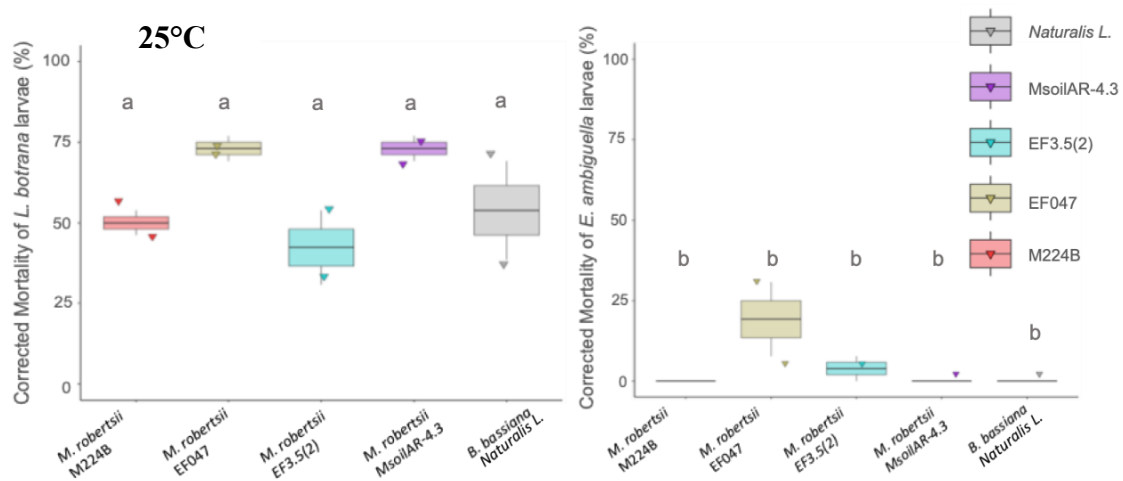 25°C
Corrected Mortality of L. botrana larvae (%)
100
75
50
25
0
a
a
a
a
a
M. robertsii
M224B
M. robertsii
EF047
M. robertsii
EF3.5(2)
M. robertsii
MsoilAR-4.3
B. bassiana
Naturalis L.
Corrected Mortality of E. ambiguella larvae (%)
100
75
50
25
0
b
b
b
b
b
M. robertsii
M224B
M. robertsii
EF047
M. robertsii
EF3.5(2)
M. robertsii
MsoilAR-4.3
B. bassiana
Naturalis L.
Naturalis L.
MsoilAR-4.3
EF3.5(2)
EF047
M224B